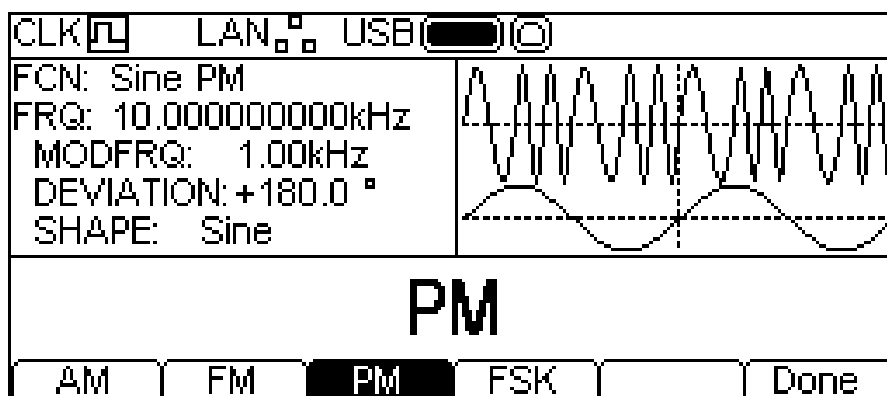 CLK LAN USB
FCN: Sine PM
FRQ: 10.000000000kHz
MODFRQ: 1.00kHz
DEVIATION:+180.0 °
SHAPE: Sine
PM
AM FM PM FSK Done